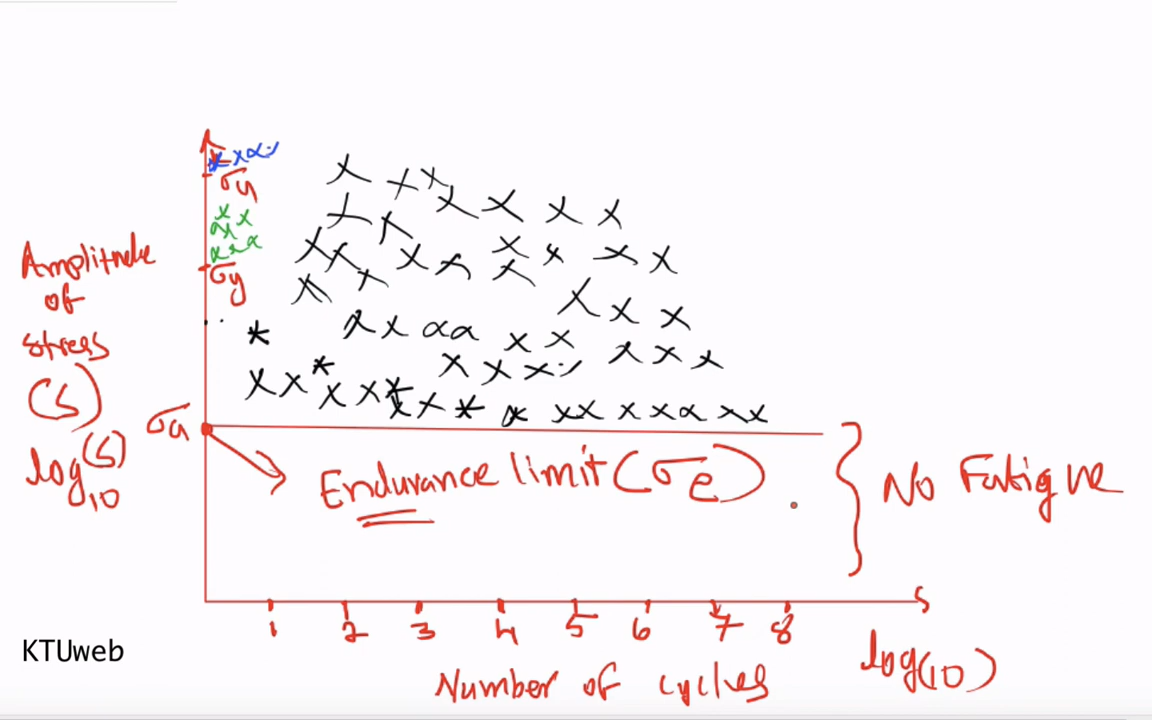 σu
σy
Amplitude
of
stress
(S)
log10(S)
σa
Endurance limit (σe)
No Fatigue
1 2 3 4 5 6 7 8
Number of cycles
log(10)
KTUweb